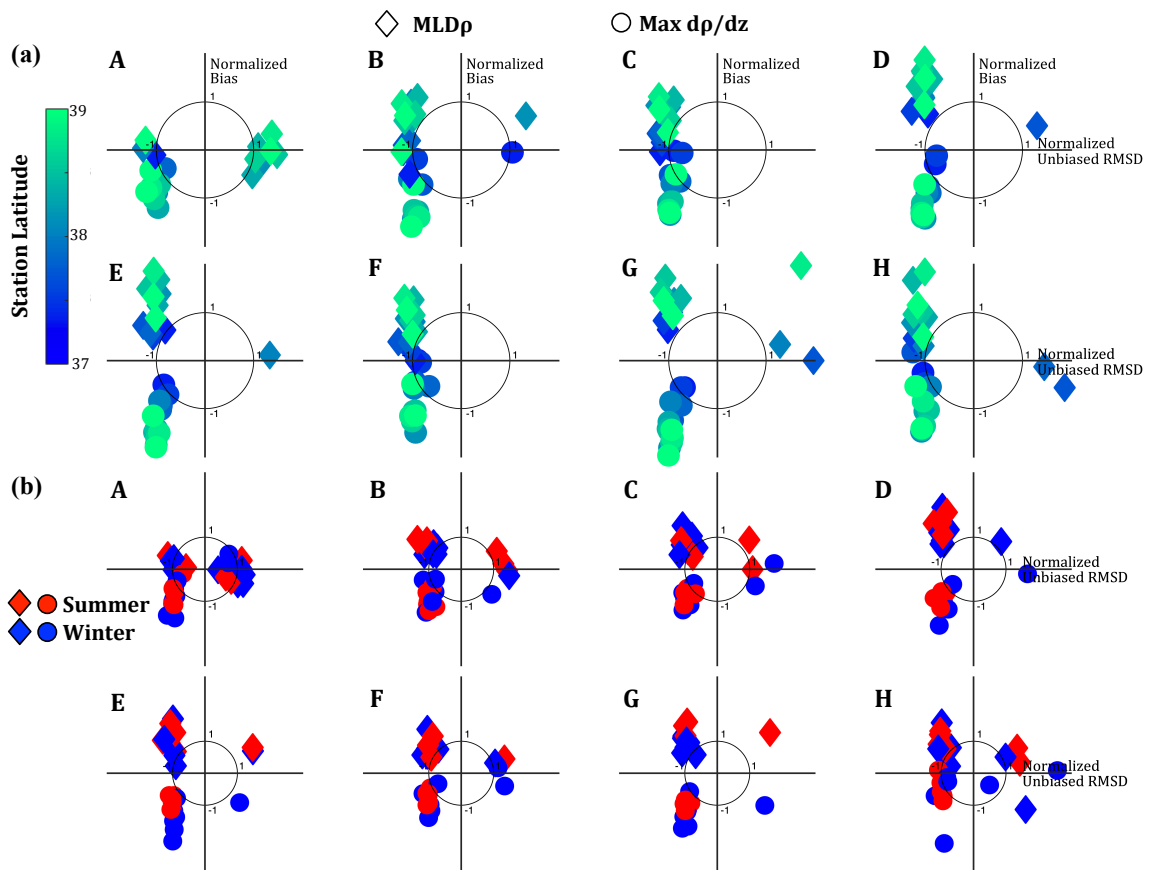 MLDρ Max dρ/dz
(a) A B C D
Normalized
Bias
Normalized
Bias
Normalized
Bias
Normalized
Bias
39
1 1 1 1
-1 1 -1 1 -1 1 -1 1
Normalized
Unbiased RMSD
-1 -1 -1 -1
Station Latitude
38
37
E F G H
1 1 1 1
-1 1 -1 1 -1 1 -1 1
Normalized
Unbiased RMSD
-1 -1 -1 -1
(b) A B C D
1 1 1 1
-1 1 -1 1 -1 1 -1 1
Normalized
Unbiased RMSD
-1 -1 -1 -1
Summer
Winter
E F G H
1 1 1 1
-1 1 -1 1 -1 1 -1 1
Normalized
Unbiased RMSD
-1 -1 -1 -1